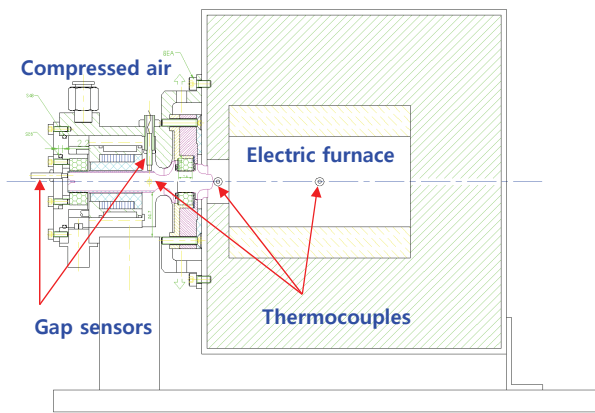 Compressed air
Electric furnace
Gap sensors
Thermocouples